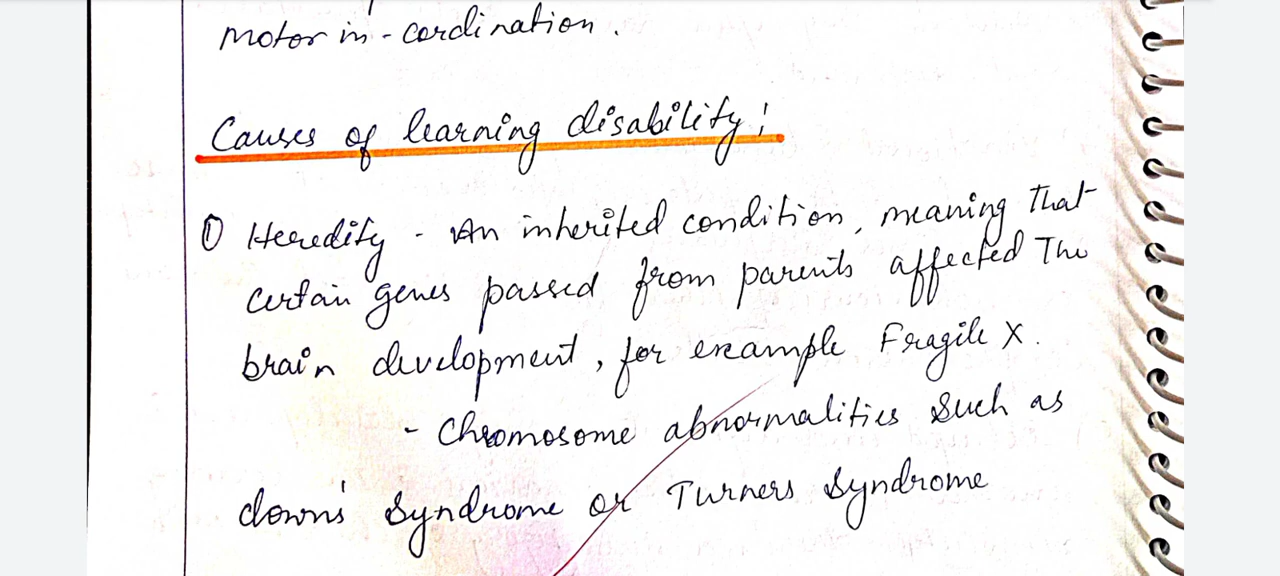 motor in-cordination.
Causes of learning disability:
① Heredity - An inherited condition, meaning that
certain genes passed from parents affected the
brain development, for example Fragile X.
- Chromosome abnormalities such as
down's syndrome or Turners syndrome